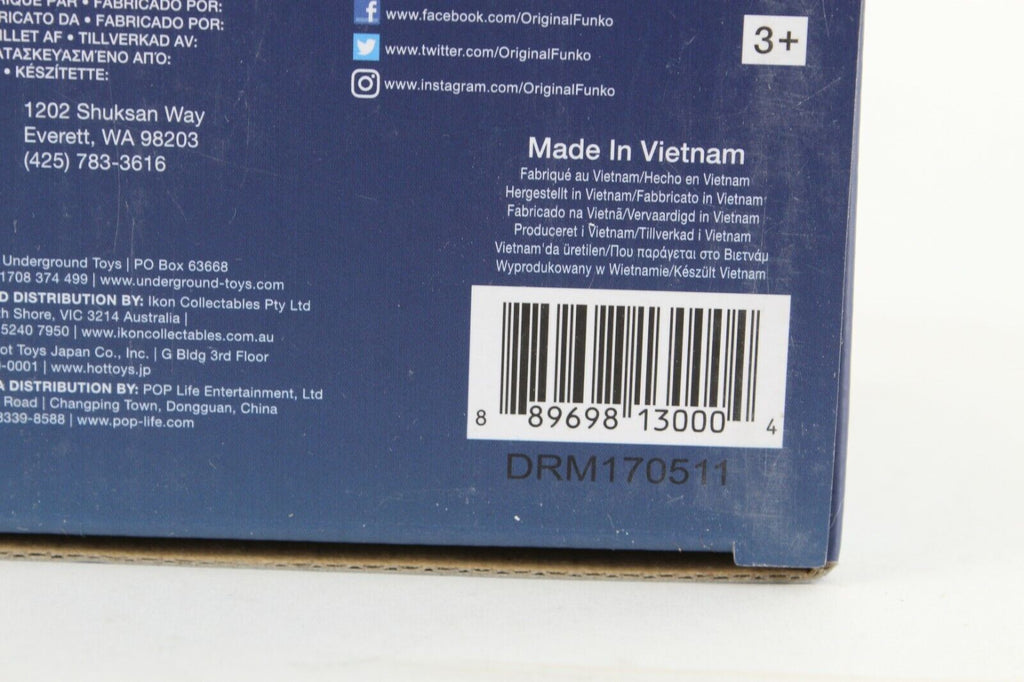 FABRICADO POR:
FABRICADO POR:
TILLVERKAD AV:
ΚΑΤΑΣΚΕΥΑΣΜΈΝΟ ΑΠΌ:
• KÉSZÍTETTE:
1202 Shuksan Way
Everett, WA 98203
(425) 783-3616
www.facebook.com/OriginalFunko
www.twitter.com/OriginalFunko
www.instagram.com/OriginalFunko
3+
Made In Vietnam
Fabriqué au Vietnam/Hecho en Vietnam
Hergestellt in Vietnam/Fabbricato in Vietnam
Fabricado na Vietnã/Vervaardigd in Vietnam
Produceret i Vietnam/Tillverkad i Vietnam
Vietnam'da üretilen/Που παράγεται στο Βιετνάμ
Wyprodukowany w Wietnamie/Készült Vietnam
Underground Toys | PO Box 63668
1708 374 499 | www.underground-toys.com
DISTRIBUTION BY: Ikon Collectables Pty Ltd
Shore, VIC 3214 Australia |
5240 7950 | www.ikoncollectables.com.au
Toys Japan Co., Inc. | G Bldg 3rd Floor
-0001 | www.hottoys.jp
DISTRIBUTION BY: POP Life Entertainment, Ltd
Road | Changping Town, Dongguan, China
8339-8588 | www.pop-life.com
8 89698 13000 4
DRM170511